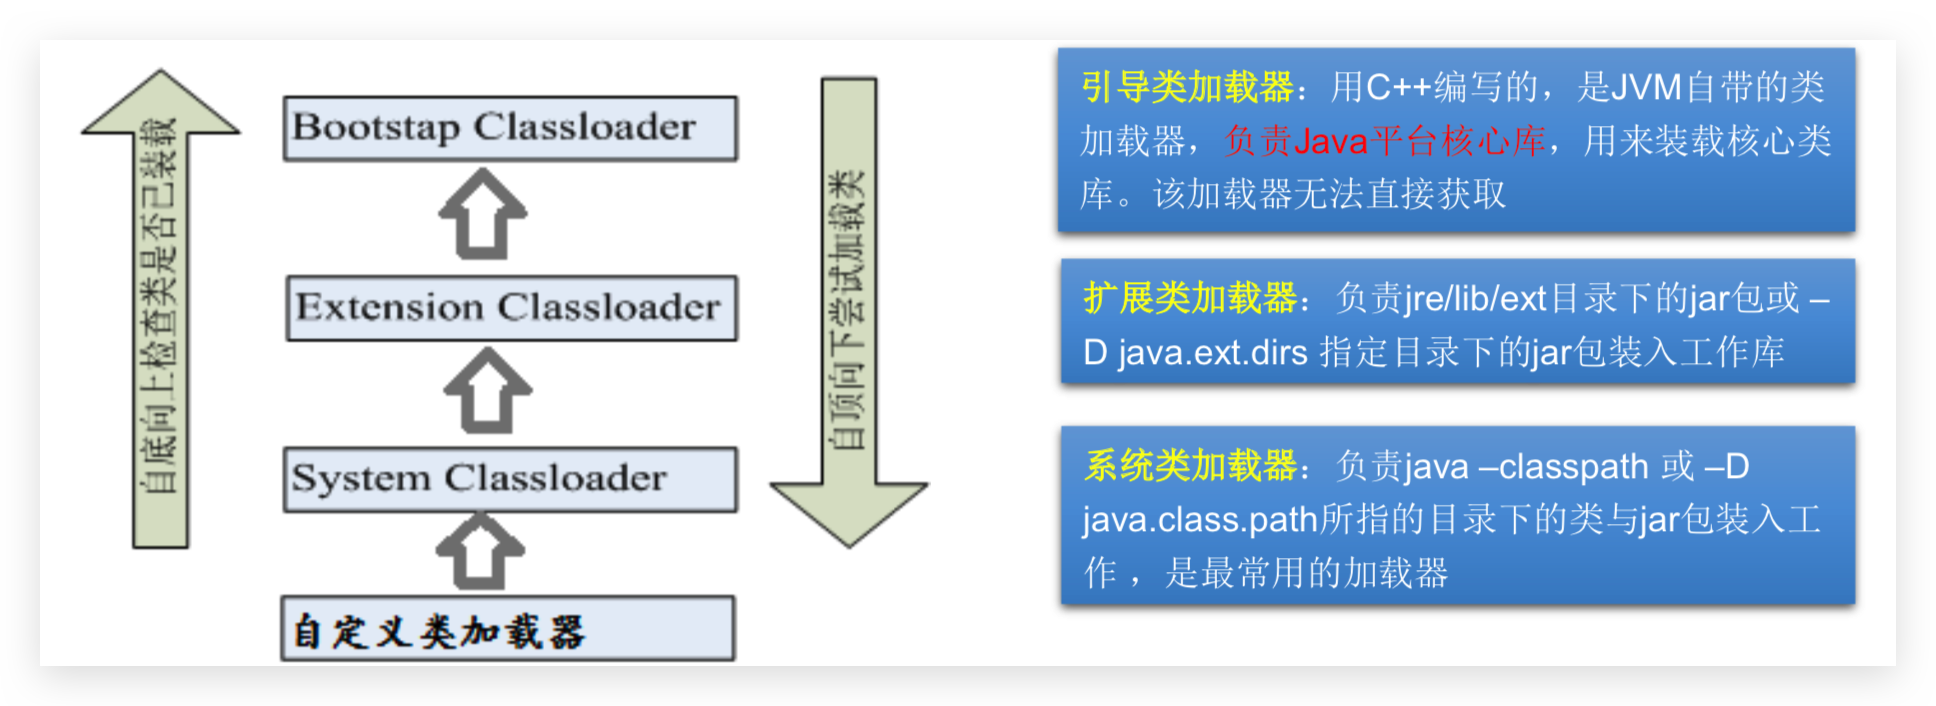 自底向上检查类是否已装载
Bootstap Classloader
Extension Classloader
System Classloader
自定义类加载器
自顶向下尝试加载类
引导类加载器：用C++编写的，是JVM自带的类
加载器，负责Java平台核心库，用来装载核心类
库。该加载器无法直接获取
扩展类加载器：负责jre/lib/ext目录下的jar包或 –
D java.ext.dirs 指定目录下的jar包装入工作库
系统类加载器：负责java –classpath 或 –D
java.class.path所指的目录下的类与jar包装入工
作 ，是最常用的加载器